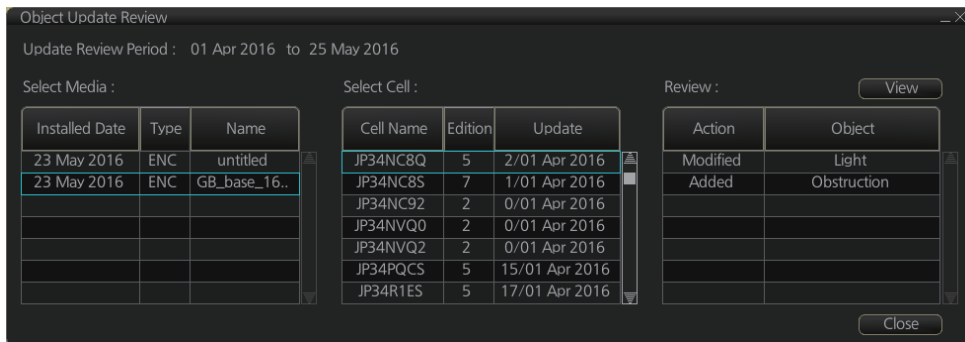 Object Update Review
Update Review Period : 01 Apr 2016 to 25 May 2016
Select Media : Select Cell : Review : View
Installed Date Type Name Cell Name Edition Update Action Object
23 May 2016 ENC untitled JP34NC8Q 5 2/01 Apr 2016 Modified Light
23 May 2016 ENC GB_base_16.. JP34NC8S 7 1/01 Apr 2016 Added Obstruction
JP34NC92 2 0/01 Apr 2016
JP34NVQ0 2 0/01 Apr 2016
JP34NVQ2 2 0/01 Apr 2016
JP34PQCS 5 15/01 Apr 2016
JP34R1ES 5 17/01 Apr 2016
Close